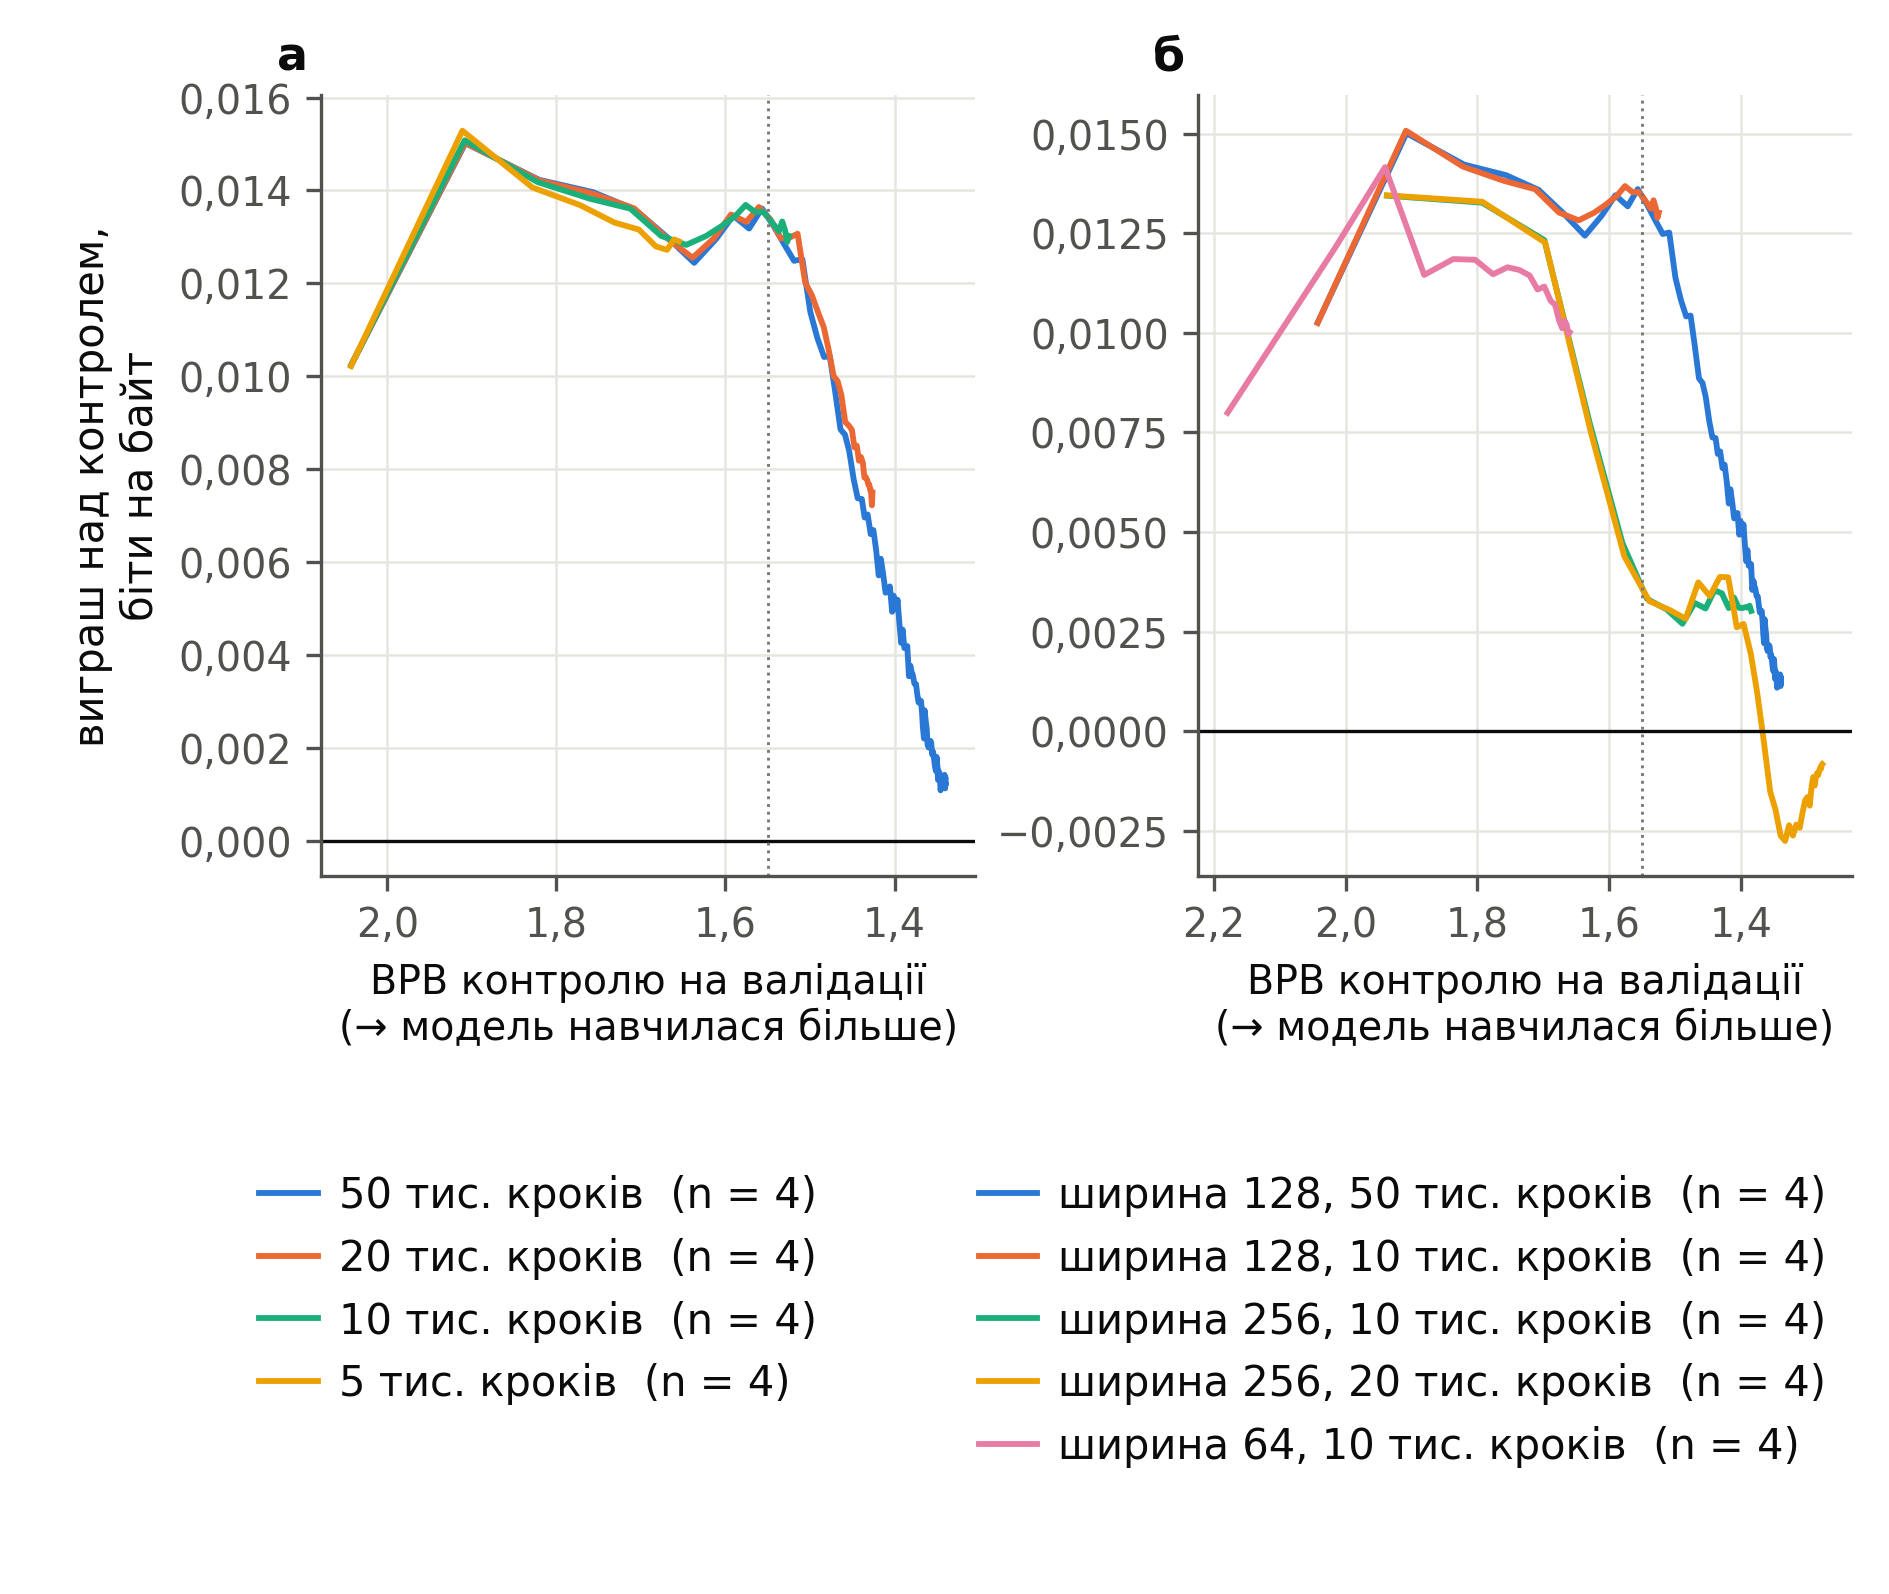 а
виграш над контролем,
біти на байт
0,016
0,014
0,012
0,010
0,008
0,006
0,004
0,002
0,000
2,0
1,8
1,6
1,4
BPB контролю на валідації
(→ модель навчилася більше)
б
0,0150
0,0125
0,0100
0,0075
0,0050
0,0025
0,0000
−0,0025
2,2
2,0
1,8
1,6
1,4
BPB контролю на валідації
(→ модель навчилася більше)
50 тис. кроків (n = 4)
20 тис. кроків (n = 4)
10 тис. кроків (n = 4)
5 тис. кроків (n = 4)
ширина 128, 50 тис. кроків (n = 4)
ширина 128, 10 тис. кроків (n = 4)
ширина 256, 10 тис. кроків (n = 4)
ширина 256, 20 тис. кроків (n = 4)
ширина 64, 10 тис. кроків (n = 4)